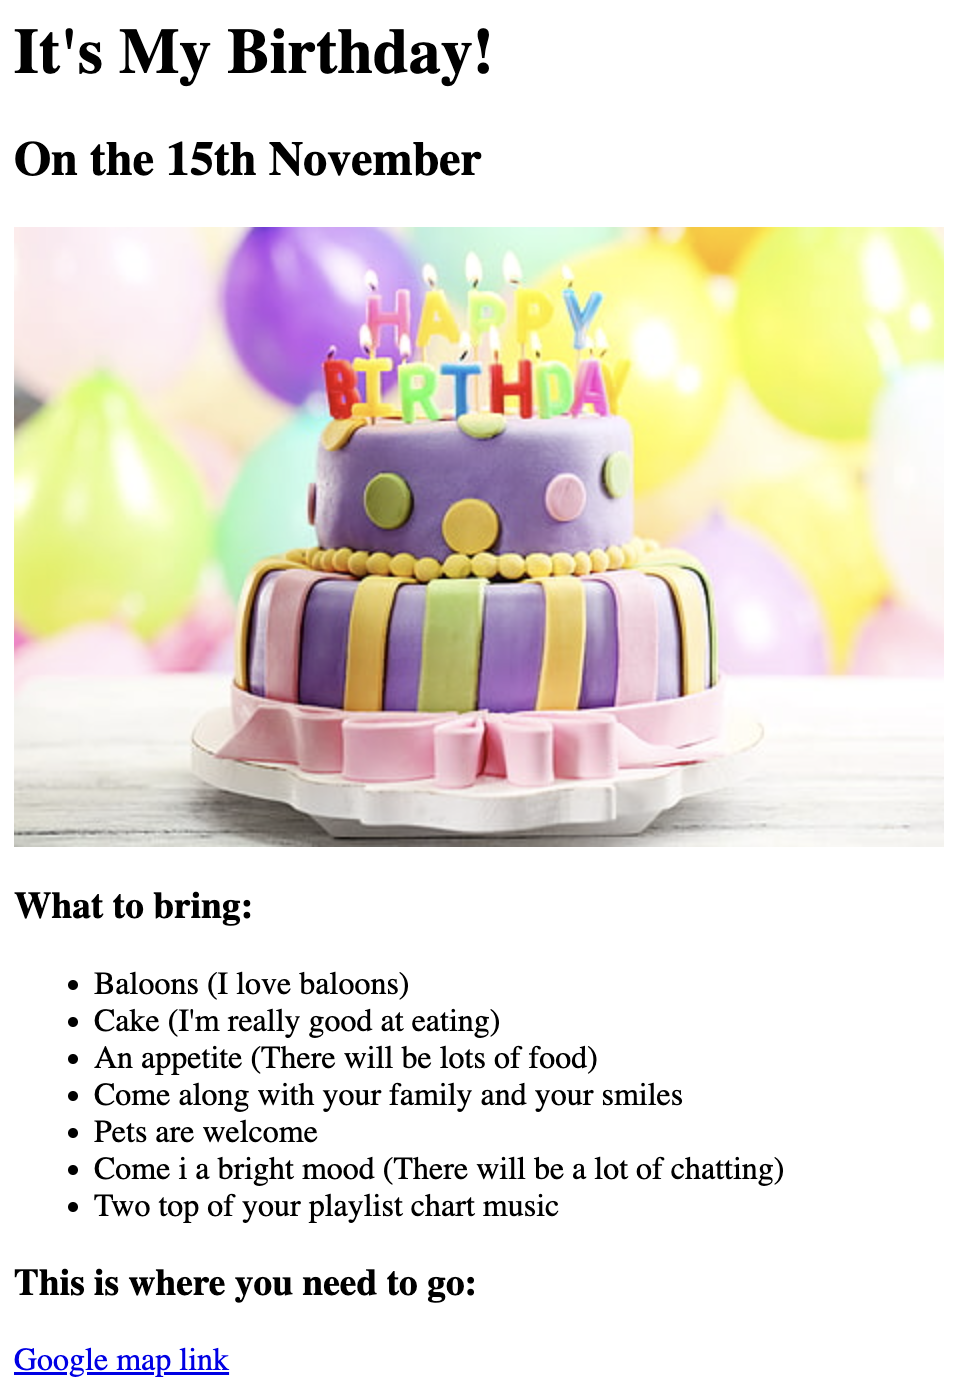 It's My Birthday!
On the 15th November
HAPPY
BIRTHDAY
What to bring:
Baloons (I love baloons)
Cake (I'm really good at eating)
An appetite (There will be lots of food)
Come along with your family and your smiles
Pets are welcome
Come i a bright mood (There will be a lot of chatting)
Two top of your playlist chart music
This is where you need to go:
Google map link